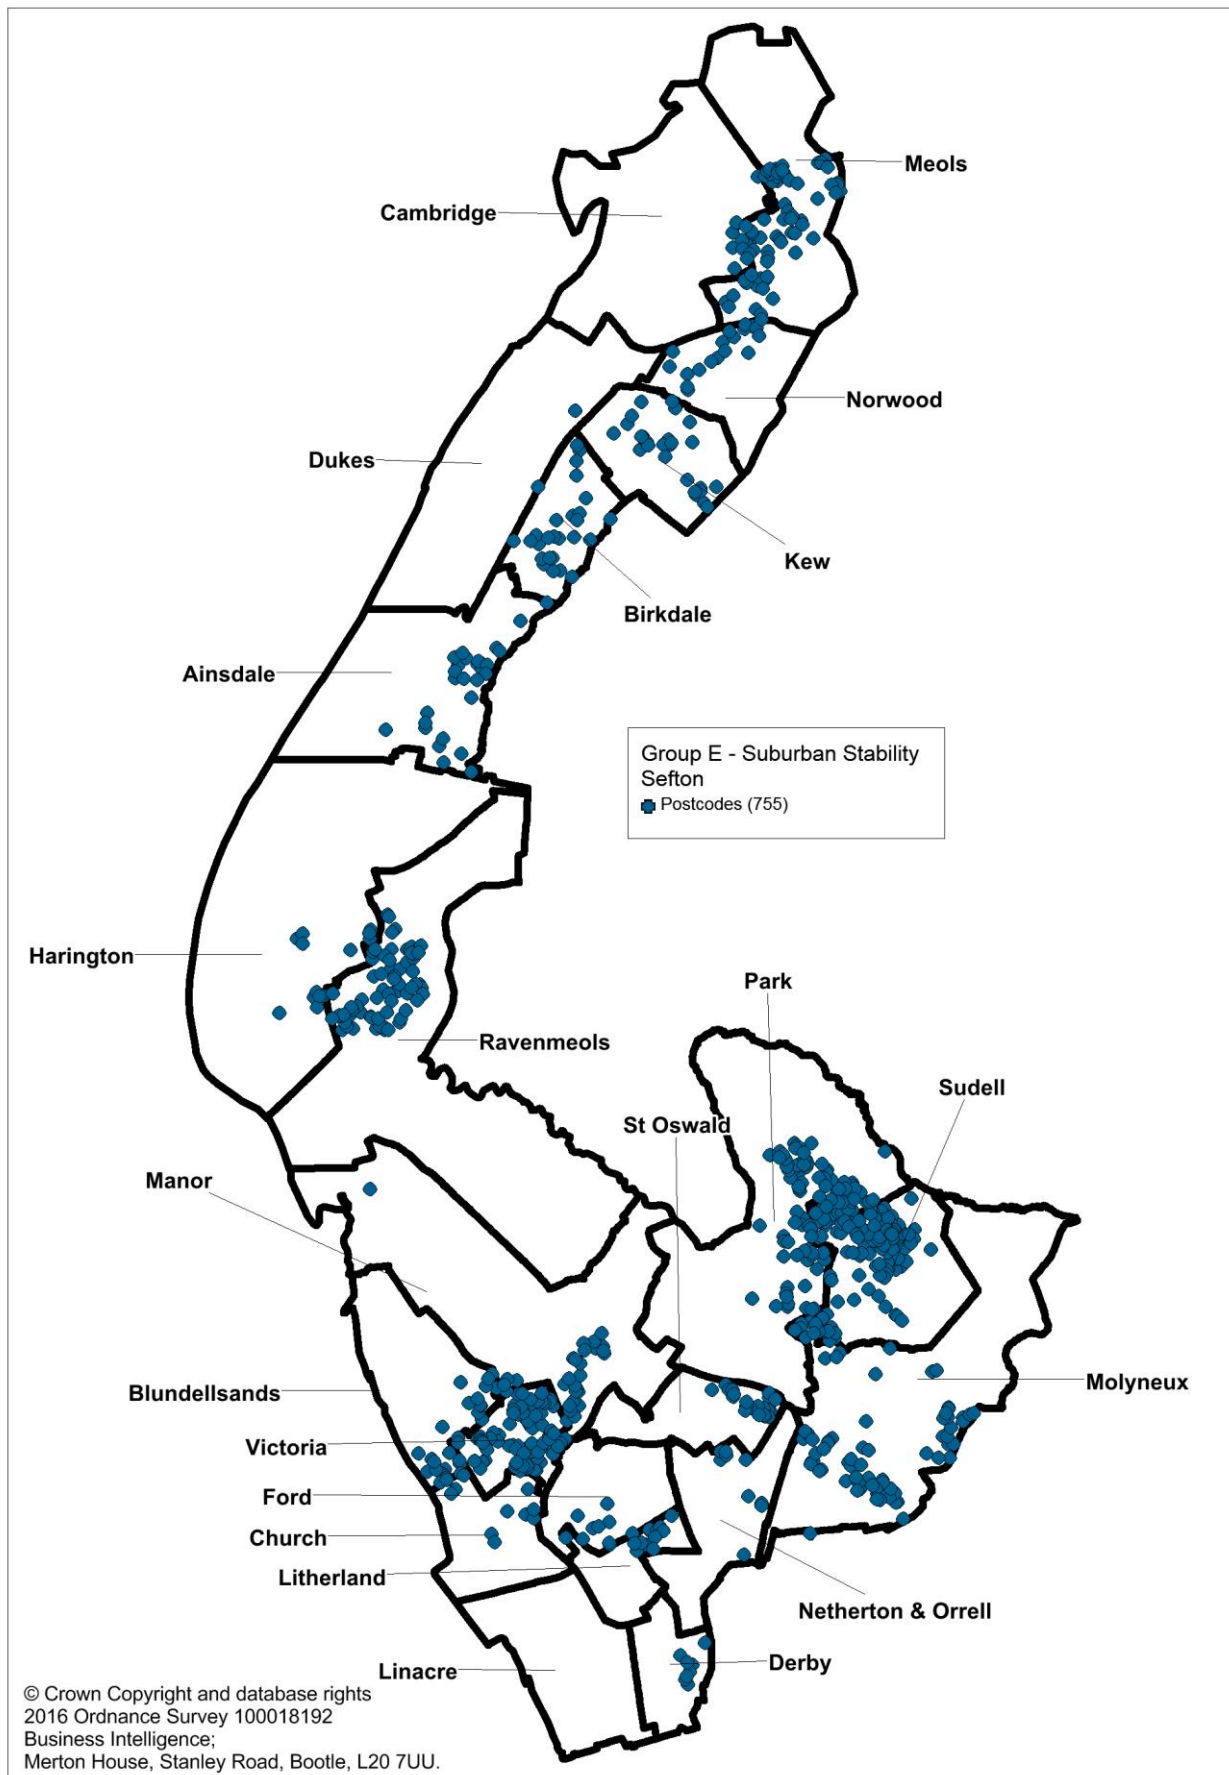 Meols
Cambridge
Norwood
Dukes
Kew
Birkdale
Ainsdale
Group E - Suburban Stability
Sefton
Postcodes (755)
Harington
Park
Ravenmeols
Sudell
St Oswald
Manor
Blundellsands
Molyneux
Victoria
Ford
Church
Litherland
Netherton & Orrell
Linacre
Derby
© Crown Copyright and database rights
2016 Ordnance Survey 100018192
Business Intelligence;
Merton House, Stanley Road, Bootle, L20 7UU.